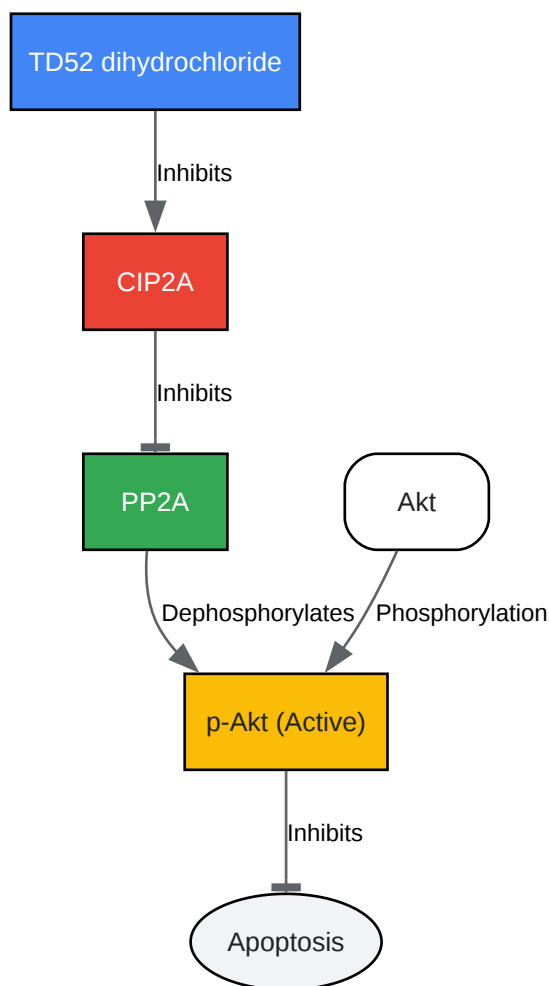 TD52 dihydrochloride
Inhibits
CIP2A
Inhibits
PP2A
Akt
Dephosphorylates
Phosphorylation
p-Akt (Active)
Inhibits
Apoptosis